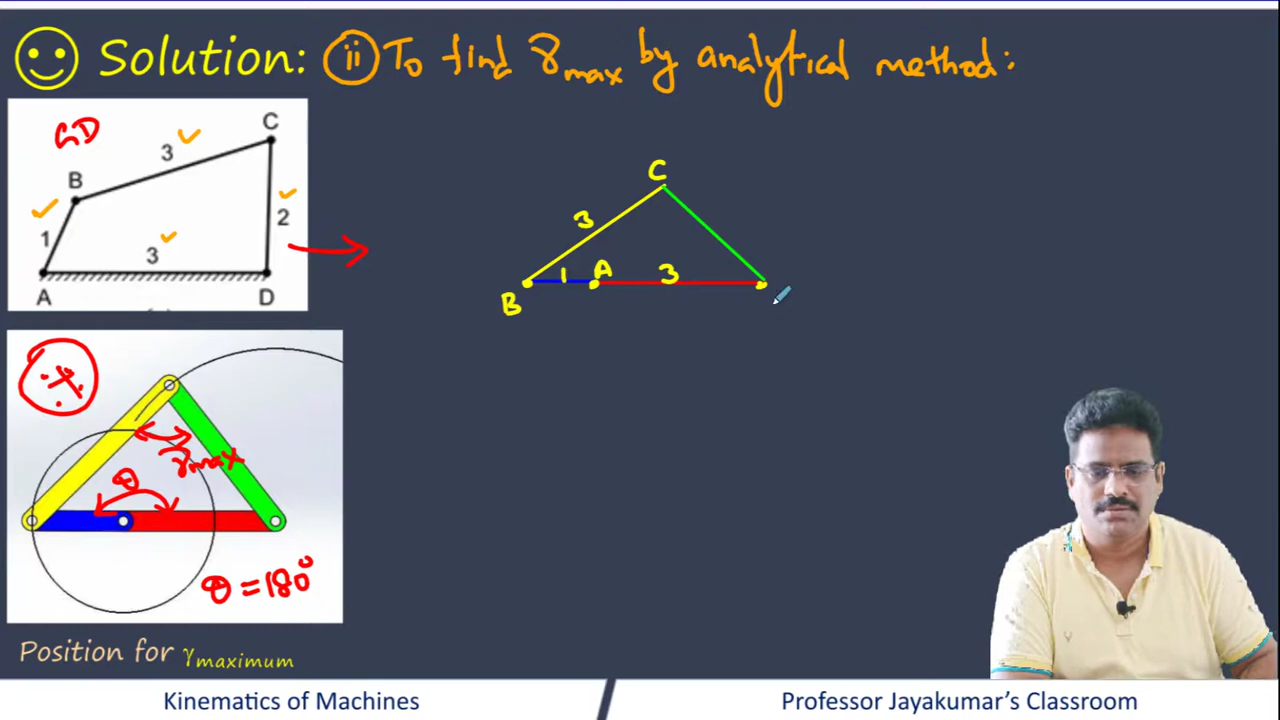 Solution: (ii) To find γmax by analytical method:
GD
3
B
C
1
2
3
A
D
C
3
1
A
3
B
γmax
θ
θ = 180°
Position for γmaximum
Kinematics of Machines
Professor Jayakumar's Classroom